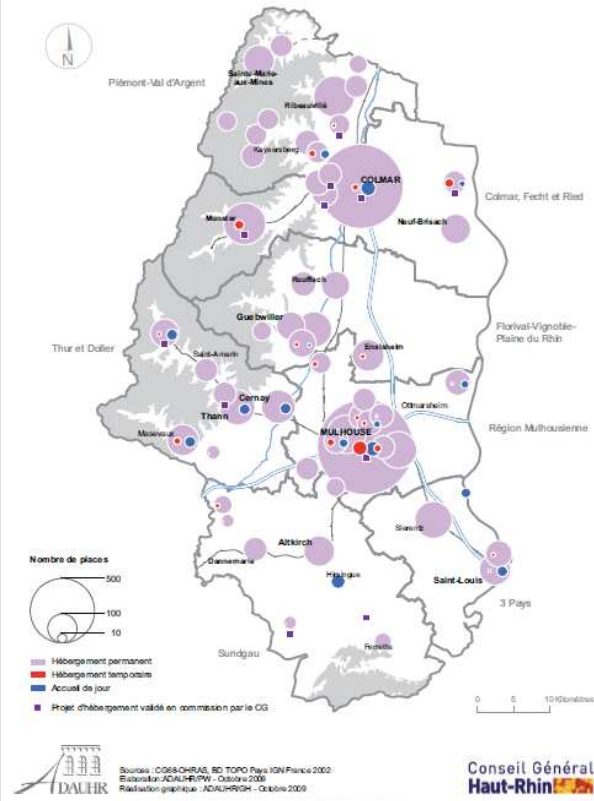 N
Sainte-Marie-
aux-Mines
Piémont-Val d'Argent
Ribeauvillé
Kaysersberg
COLMAR
Colmar, Fecht et Ried
Munster
Neuf-Brisach
Rouffach
Guebwiller
Florival-Vignoble-
Plaine du Rhin
Thur et Doller
Ensisheim
Saint-Amarin
Cernay
Thann
Ottmarsheim
Région Mulhousienne
MULHOUSE
Masevaux
Sierentz
Altkirch
Dannemarie
Saint-Louis
Hirsingue
3 Pays
Sundgau
Ferrette
Nombre de places
500
100
10
Hébergement permanent
Hébergement temporaire
Accueil de jour
Projet d'hébergement validé en commission par le CG
0 5 10 Kilomètres
ADAUHR
Sources : CG68-OHRAS, BD TOPO Pays IGN France 2002
Elaboration: ADAUHR/PW - Octobre 2009
Réalisation graphique : ADAUHR/GH - Octobre 2009
Conseil Général
Haut-Rhin